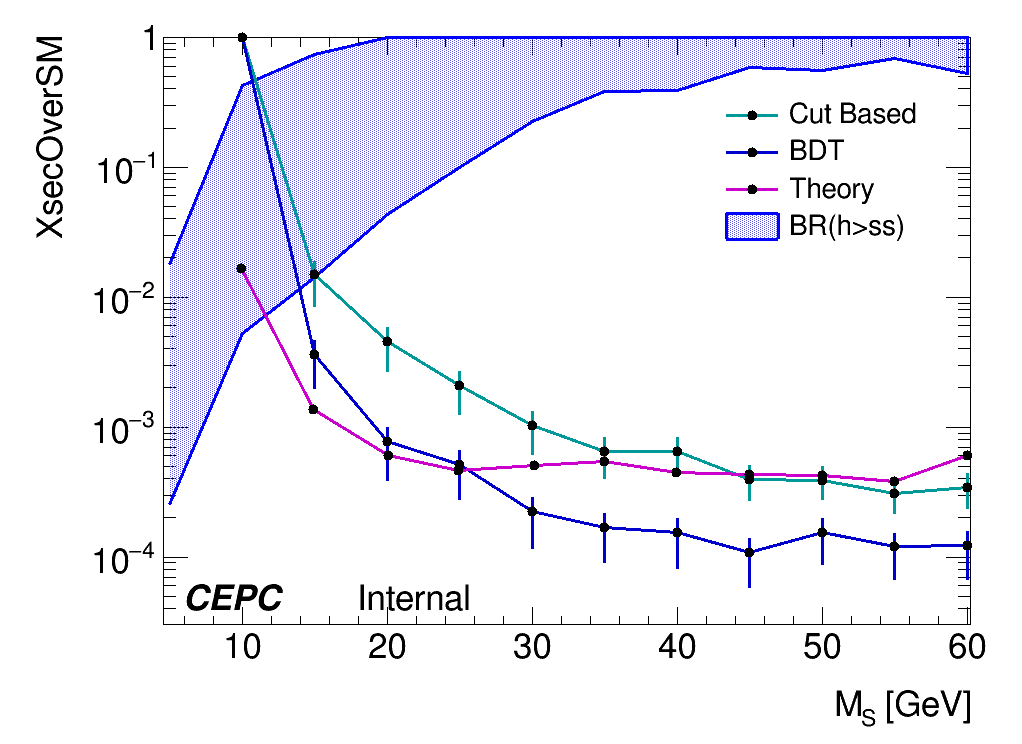 XsecOverSM
1
10⁻¹
10⁻²
10⁻³
10⁻⁴
Cut Based
BDT
Theory
BR(h>ss)
CEPC Internal
10 20 30 40 50 60
M_S [GeV]